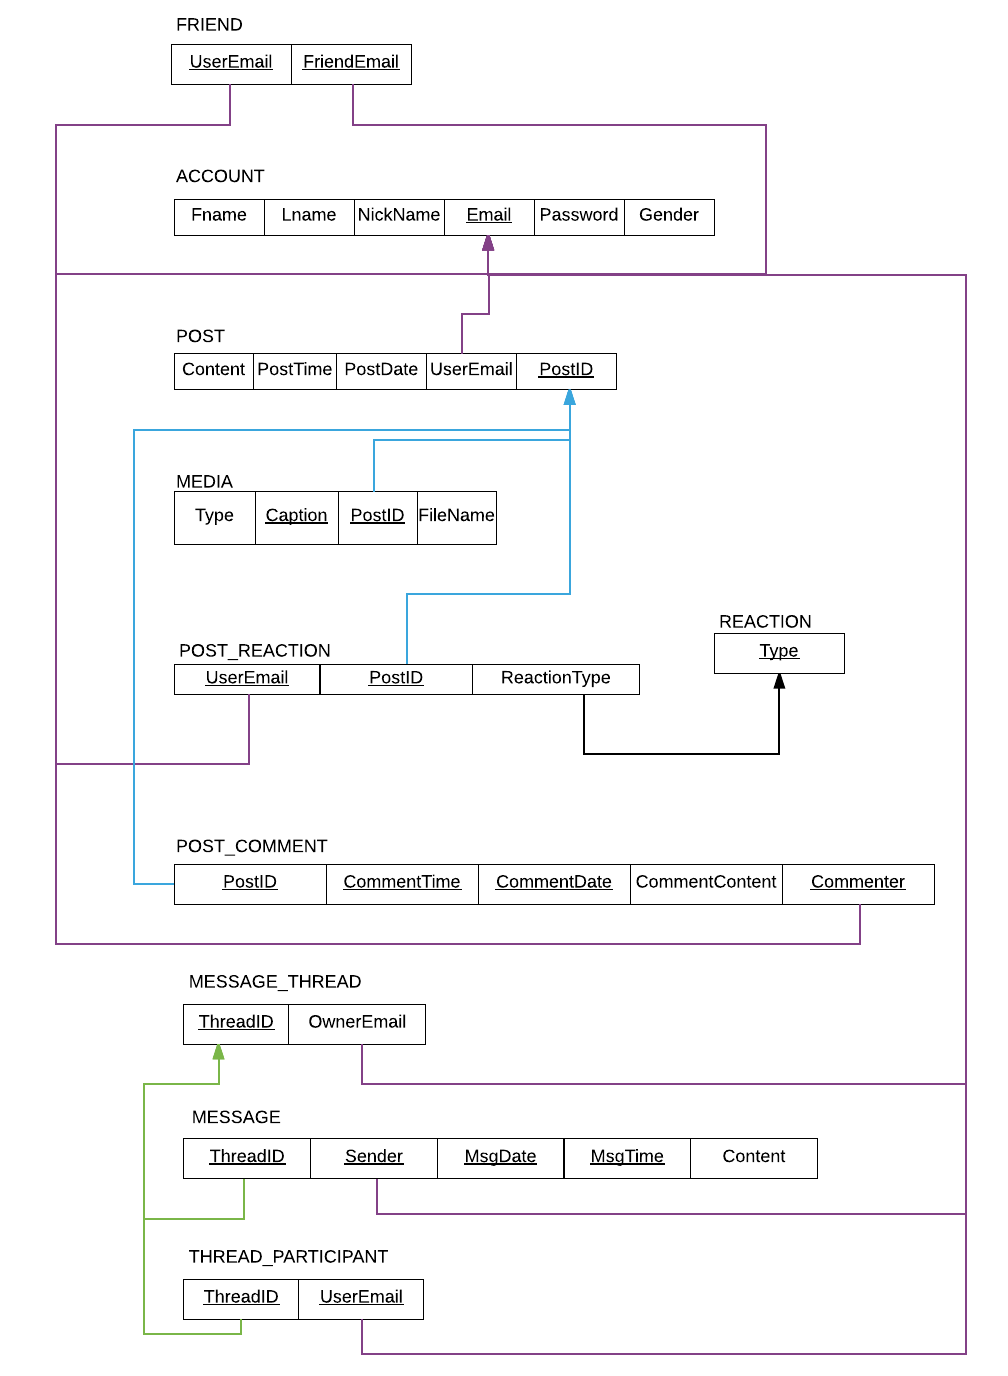 FRIEND
UserEmail FriendEmail
ACCOUNT
Fname Lname NickName Email Password Gender
POST
Content PostTime PostDate UserEmail PostID
MEDIA
Type Caption PostID FileName
REACTION
Type
POST_REACTION
UserEmail PostID ReactionType
POST_COMMENT
PostID CommentTime CommentDate CommentContent Commenter
MESSAGE_THREAD
ThreadID OwnerEmail
MESSAGE
ThreadID Sender MsgDate MsgTime Content
THREAD_PARTICIPANT
ThreadID UserEmail